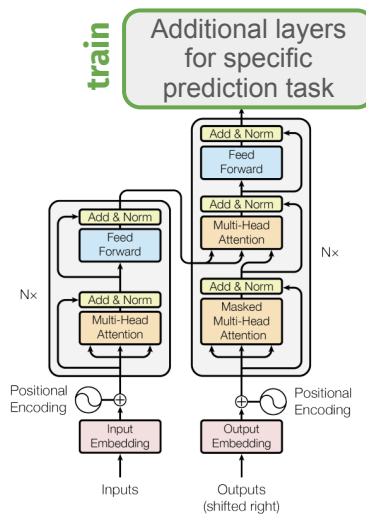 train
Additional layers
for specific
prediction task
Add & Norm
Feed
Forward
Add & Norm
Multi-Head
Attention
Add & Norm
Masked
Multi-Head
Attention
Nx
Positional
Encoding
Output
Embedding
Outputs
(shifted right)
Add & Norm
Feed
Forward
Add & Norm
Multi-Head
Attention
Nx
Positional
Encoding
Input
Embedding
Inputs